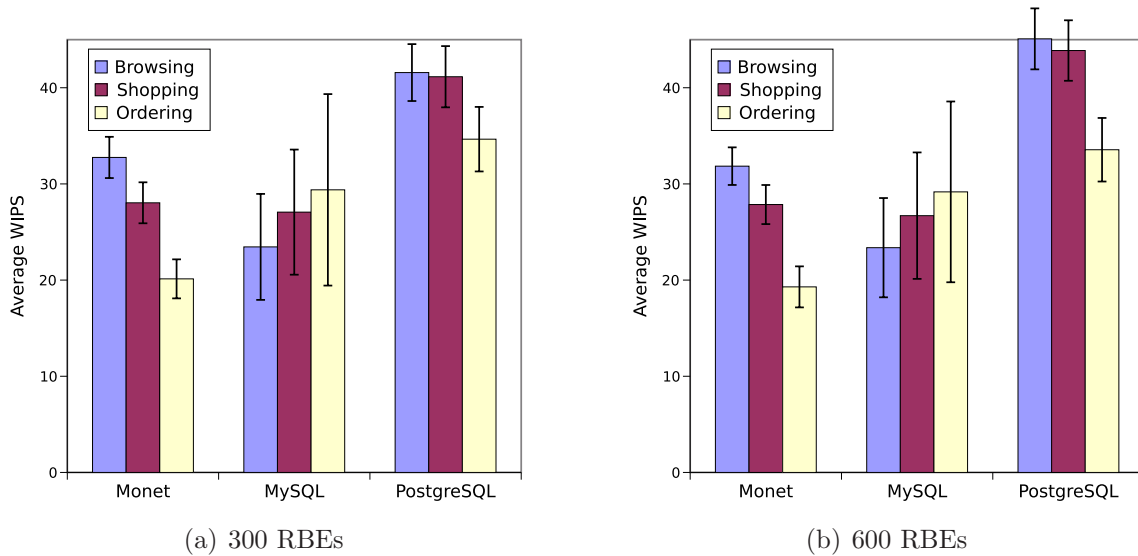 Average WIPS
40
30
20
10
0
Browsing
Shopping
Ordering
Monet
MySQL
PostgreSQL
(a) 300 RBEs
Average WIPS
40
30
20
10
0
Browsing
Shopping
Ordering
Monet
MySQL
PostgreSQL
(b) 600 RBEs